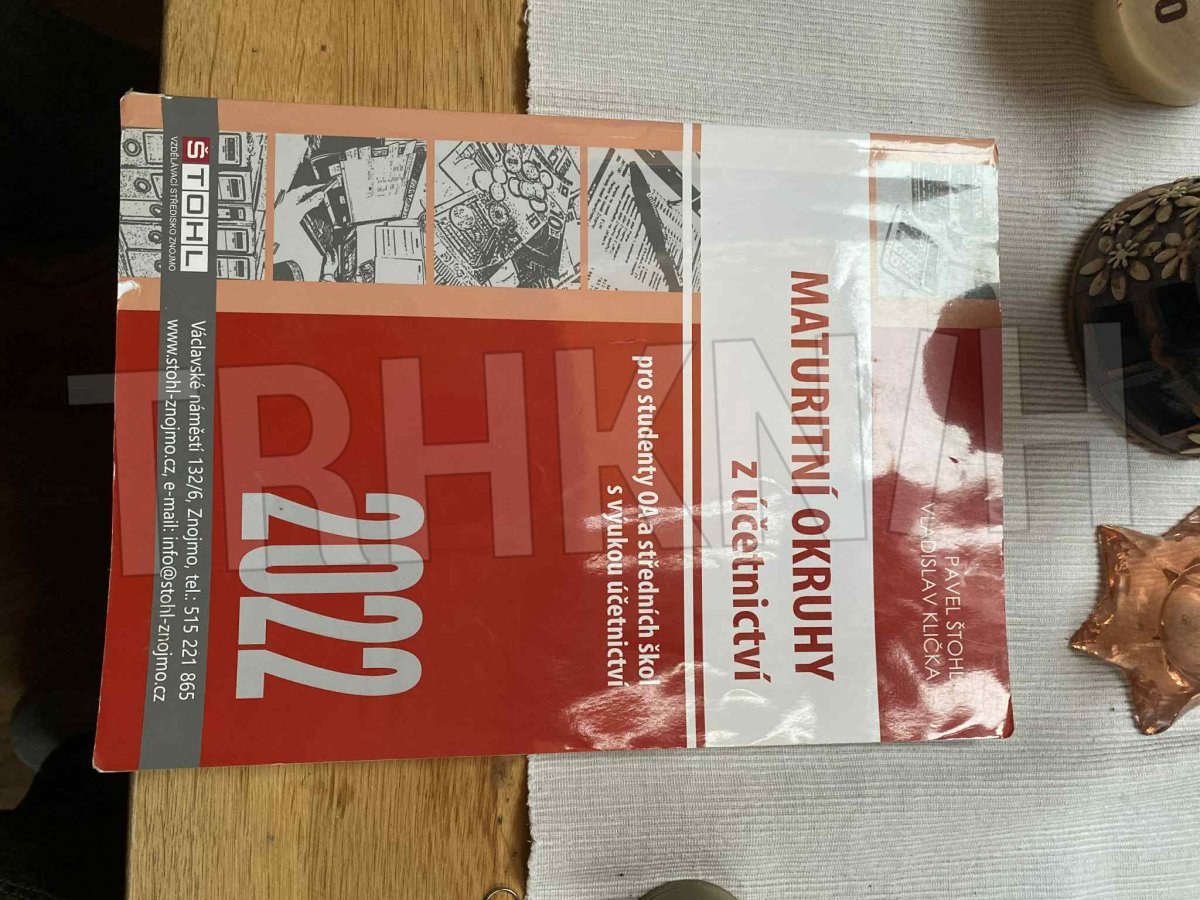 PAVEL ŠTOHL
VLADISLAV KLIČKA
MATURITNÍ OKRUHY
z účetnictví
pro studenty OA a středních škol
s výukou účetnictví
2022
ŠTOHL
VZDĚLÁVACÍ STŘEDISKO ZNOJMO
Václavské náměstí 132/6, Znojmo, tel.: 515 221 865
www.stohl-znojmo.cz, e-mail: info@stohl-znojmo.cz
TRHKNIH